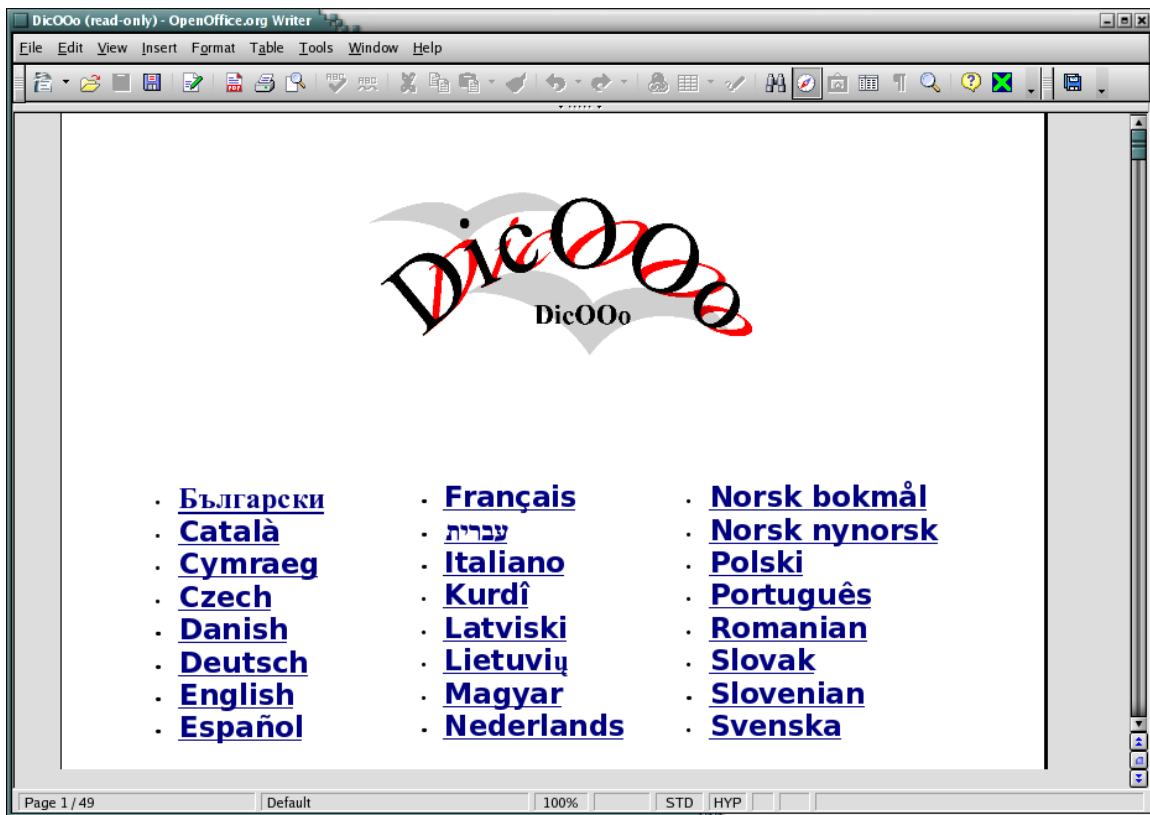 DicOOo (read-only) - OpenOffice.org Writer
File Edit View Insert Format Table Tools Window Help
DicOOo
DicOOo
Български
Català
Cymraeg
Czech
Danish
Deutsch
English
Español
Français
עברית
Italiano
Kurdî
Latviski
Lietuvių
Magyar
Nederlands
Norsk bokmål
Norsk nynorsk
Polski
Português
Romanian
Slovak
Slovenian
Svenska
Page 1 / 49 Default 100% STD HYP